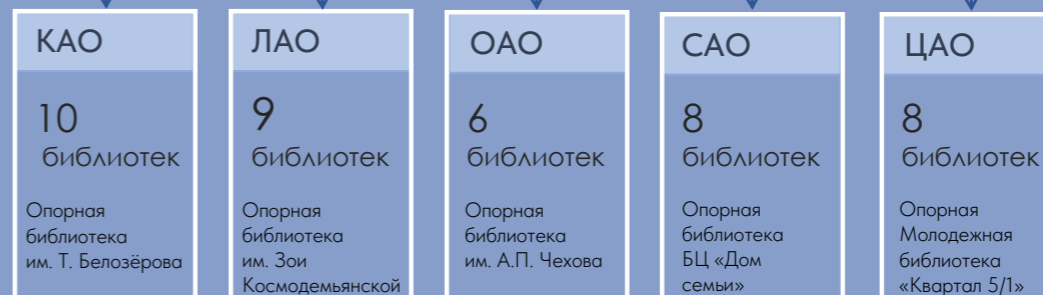 КАО
10
библиотек
Опорная
библиотека
им. Т. Белозёрова
ЛАО
9
библиотек
Опорная
библиотека
им. Зои
Космодемьянской
ОАО
6
библиотек
Опорная
библиотека
им. А.П. Чехова
САО
8
библиотек
Опорная
библиотека
БЦ «Дом
семьи»
ЦАО
8
библиотек
Опорная
Молодежная
библиотека
«Квартал 5/1»